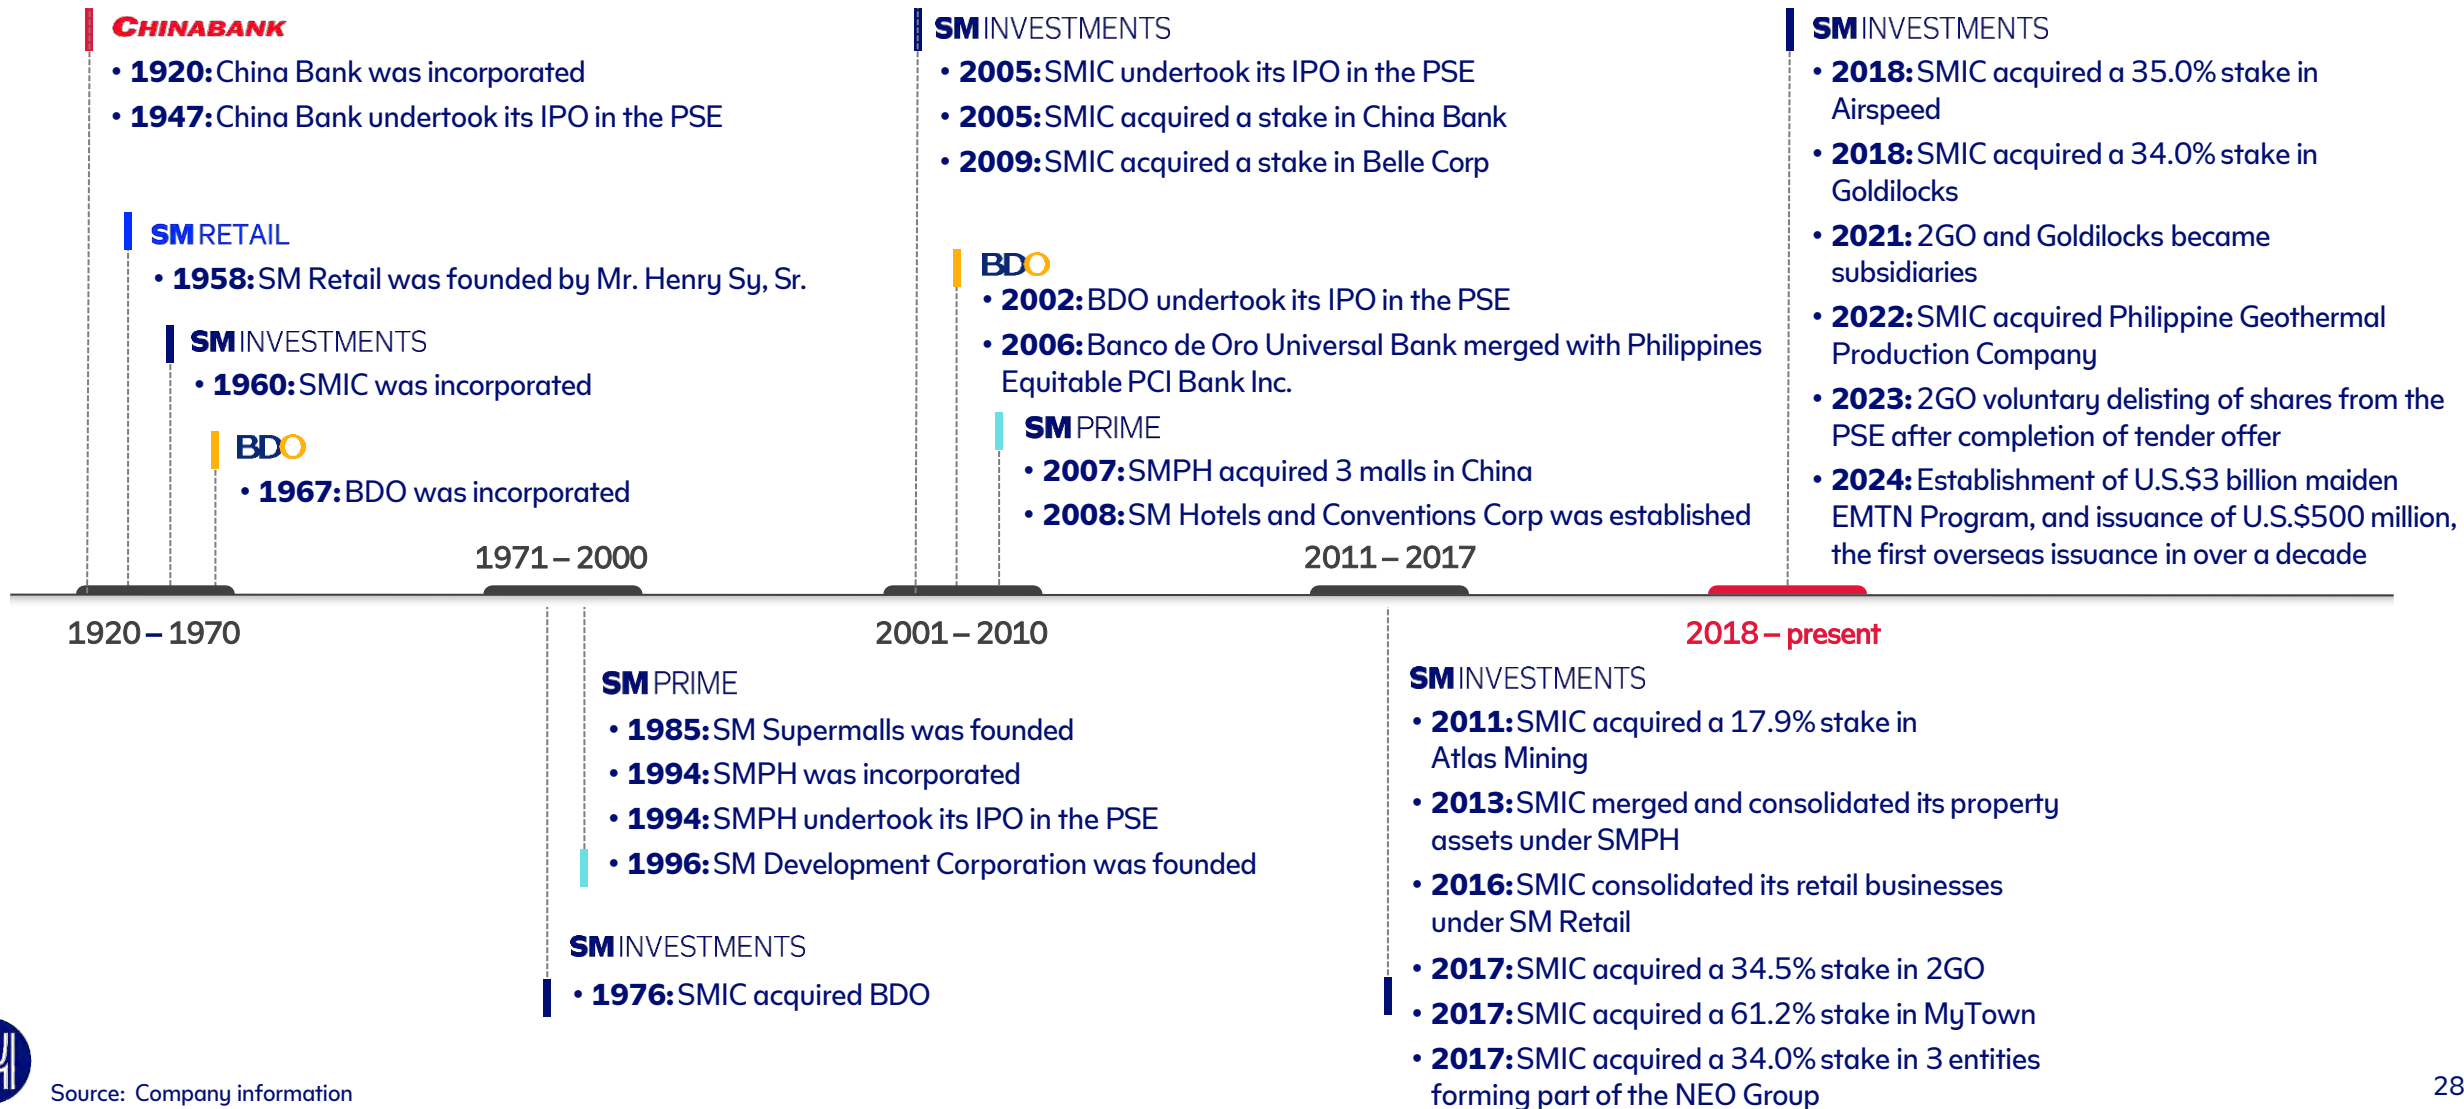 CHINABANK
• 1920: China Bank was incorporated
• 1947: China Bank undertook its IPO in the PSE
SM RETAIL
• 1958: SM Retail was founded by Mr. Henry Sy, Sr.
SM INVESTMENTS
• 1960: SMIC was incorporated
BDO
• 1967: BDO was incorporated
1920 – 1970
1971 – 2000
SM PRIME
• 1985: SM Supermalls was founded
• 1994: SMPH was incorporated
• 1994: SMPH undertook its IPO in the PSE
• 1996: SM Development Corporation was founded
SM INVESTMENTS
• 1976: SMIC acquired BDO
SM INVESTMENTS
• 2005: SMIC undertook its IPO in the PSE
• 2005: SMIC acquired a stake in China Bank
• 2009: SMIC acquired a stake in Belle Corp
BDO
• 2002: BDO undertook its IPO in the PSE
• 2006: Banco de Oro Universal Bank merged with Philippines
Equitable PCI Bank Inc.
SM PRIME
• 2007: SMPH acquired 3 malls in China
• 2008: SM Hotels and Conventions Corp was established
2001 – 2010
2011 – 2017
SM INVESTMENTS
• 2011: SMIC acquired a 17.9% stake in
Atlas Mining
• 2013: SMIC merged and consolidated its property
assets under SMPH
• 2016: SMIC consolidated its retail businesses
under SM Retail
• 2017: SMIC acquired a 34.5% stake in 2GO
• 2017: SMIC acquired a 61.2% stake in MyTown
• 2017: SMIC acquired a 34.0% stake in 3 entities
forming part of the NEO Group
SM INVESTMENTS
• 2018: SMIC acquired a 35.0% stake in
Airspeed
• 2018: SMIC acquired a 34.0% stake in
Goldilocks
• 2021: 2GO and Goldilocks became
subsidiaries
• 2022: SMIC acquired Philippine Geothermal
Production Company
• 2023: 2GO voluntary delisting of shares from the
PSE after completion of tender offer
• 2024: Establishment of U.S.$3 billion maiden
EMTN Program, and issuance of U.S.$500 million,
the first overseas issuance in over a decade
2018 – present
Source: Company information
28